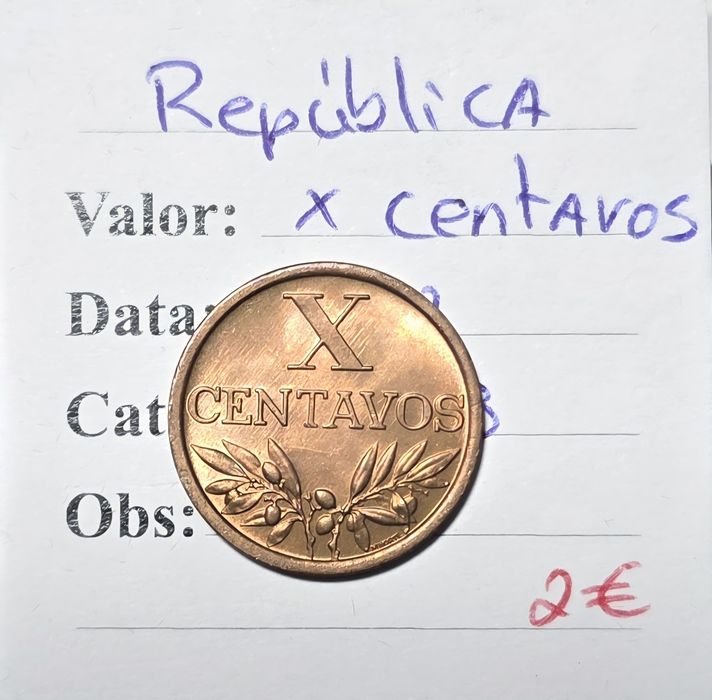 República
Valor: X centavos
Data:
Cat
Obs:
X
CENTAVOS
2€